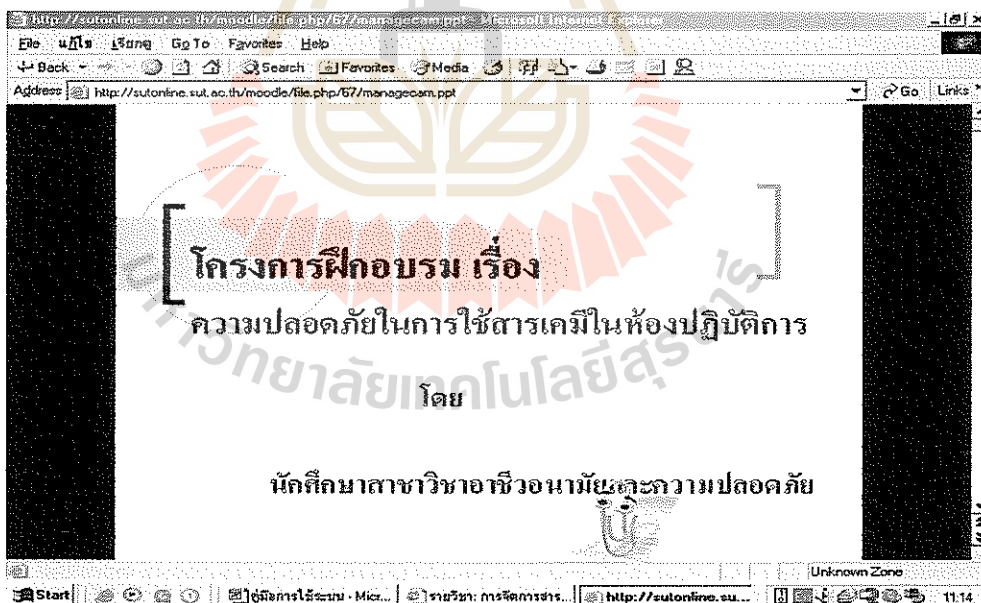 http://sutonline.sut.ac.th/moodle/file.php/67/managecam.ppt - Microsoft Internet Explorer
File แก้ไข เรียกดู Go To Favorites Help
Back Search Favorites Media
Address http://sutonline.sut.ac.th/moodle/file.php/67/managecam.ppt Go Links
โครงการฝึกอบรม เรื่อง
ความปลอดภัยในการใช้สารเคมีในห้องปฏิบัติการ
โดย
นักศึกษาสาขาวิชาอาชีวอนามัยและความปลอดภัย
มหาวิทยาลัยเทคโนโลยีสุรนารี
Unknown Zone
Start คู่มือการใช้ระบบ - Micr... รายวิชา: การจัดการสาร... http://sutonline.su... 11:14